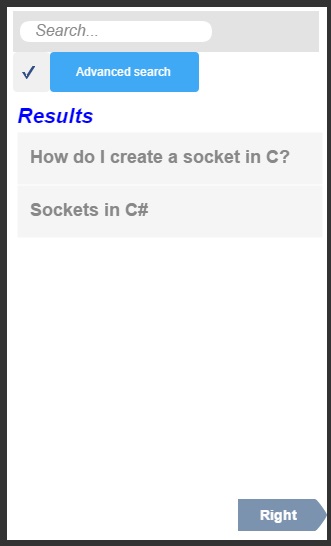 Search...
Advanced search
Results
How do I create a socket in C?
Sockets in C#
Right